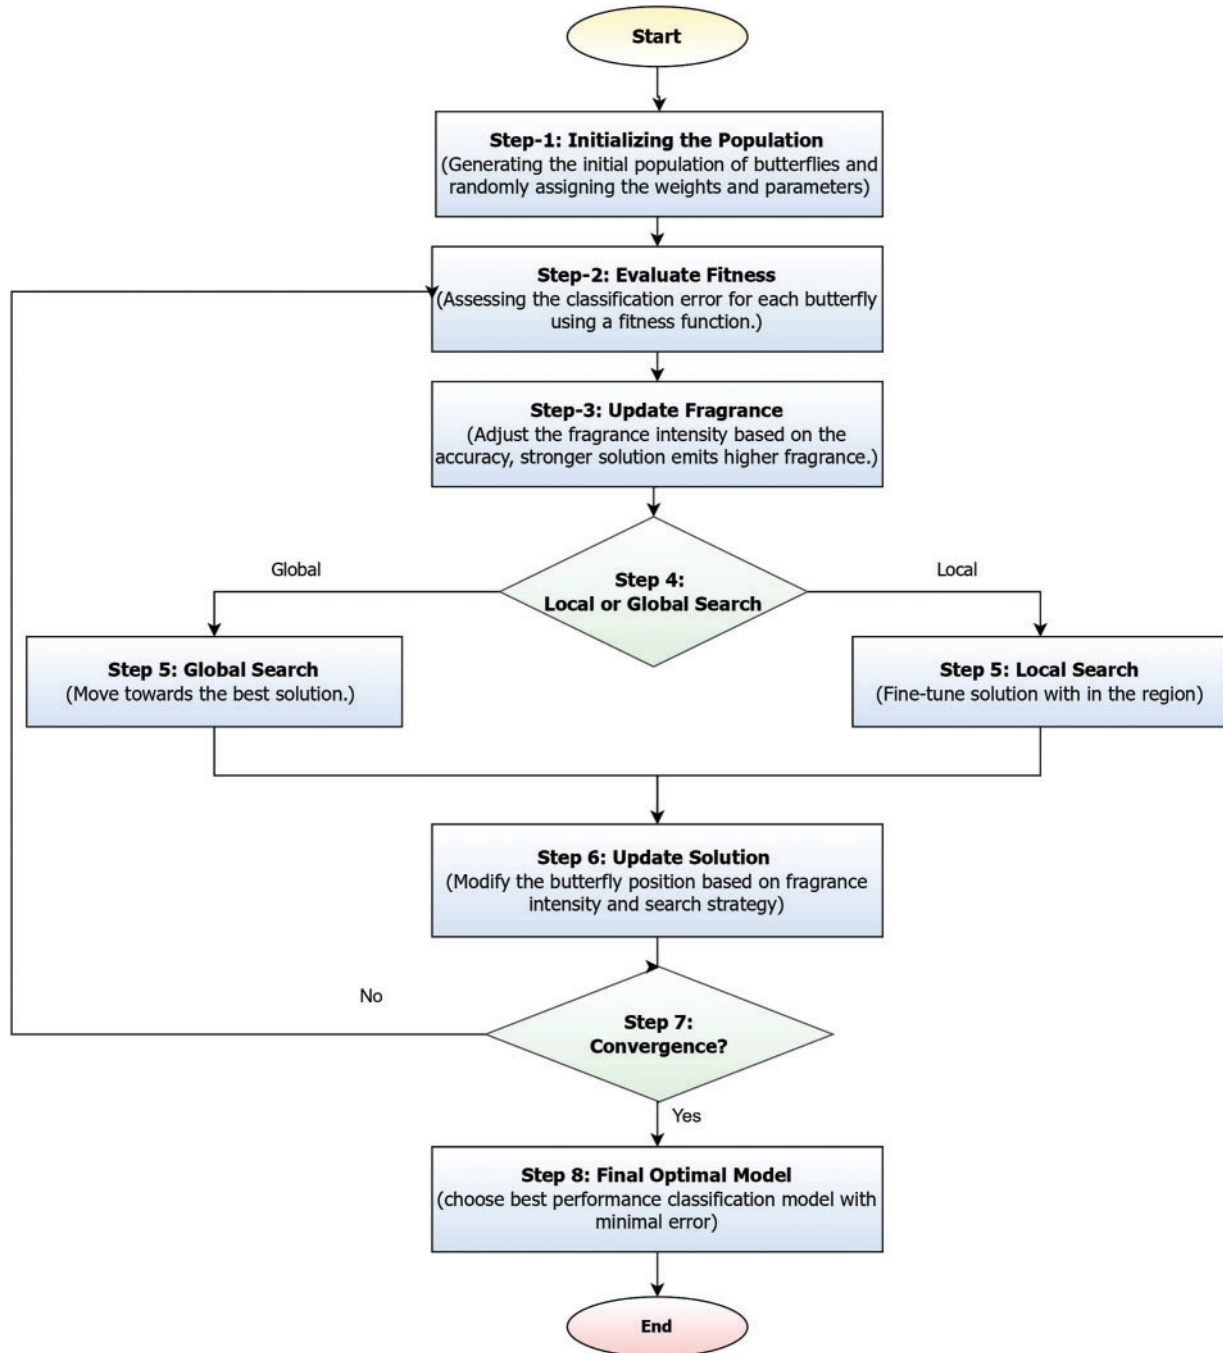 Start
Step-1: Initializing the Population
(Generating the initial population of butterflies and
randomly assigning the weights and parameters)
Step-2: Evaluate Fitness
(Assessing the classification error for each butterfly
using a fitness function.)
Step-3: Update Fragrance
(Adjust the fragrance intensity based on the
accuracy, stronger solution emits higher fragrance.)
Global
Local
Step 4:
Local or Global Search
Step 5: Global Search
(Move towards the best solution.)
Step 5: Local Search
(Fine-tune solution with in the region)
Step 6: Update Solution
(Modify the butterfly position based on fragrance
intensity and search strategy)
No
Step 7:
Convergence?
Yes
Step 8: Final Optimal Model
(choose best performance classification model with
minimal error)
End